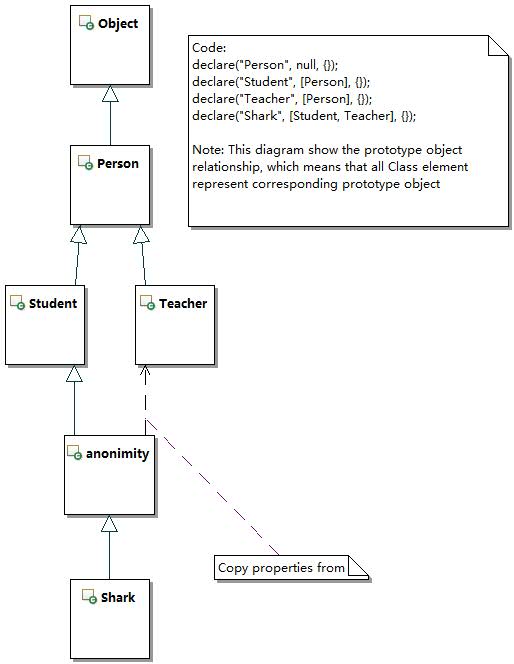 Object
Code:
declare("Person", null, {});
declare("Student", [Person], {});
declare("Teacher", [Person], {});
declare("Shark", [Student, Teacher], {});
Note: This diagram show the prototype object
relationship, which means that all Class element
represent corresponding prototype object
Person
Student
Teacher
anonimity
Copy properties from
Shark